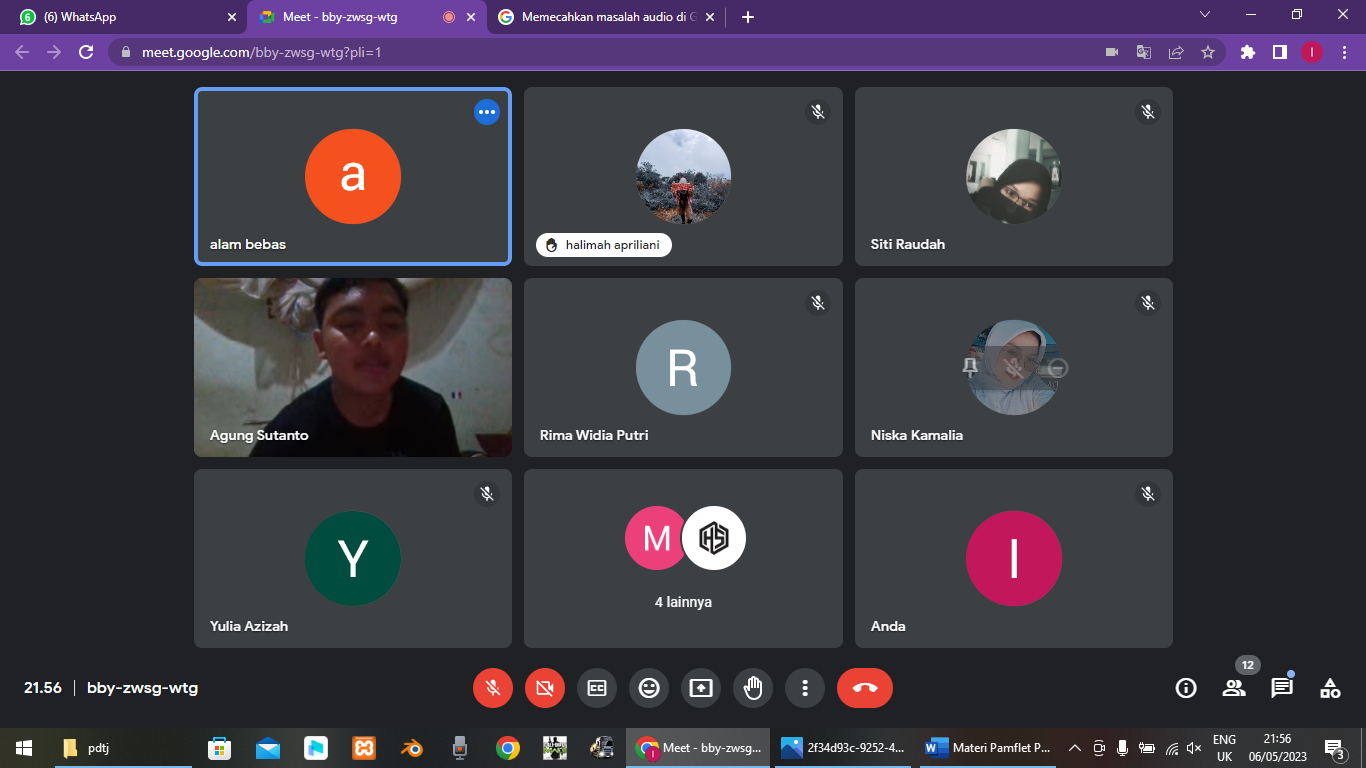 6
(6) WhatsApp
Meet - bby-zwsg-wtg
Memecahkan masalah audio di G
meet.google.com/bby-zwsg-wtg?pli=1
I
a
alam bebas
halimah apriliani
Siti Raudah
Agung Sutanto
R
Rima Widia Putri
Niska Kamalia
Y
Yulia Azizah
M
HS
4 lainnya
I
Anda
21.56
bby-zwsg-wtg
CC
12
pdtj
I
Meet - bby-zwsg...
2f34d93c-9252-4...
W
Materi Pamflet P...
ENG
UK
21:56
06/05/2023
3